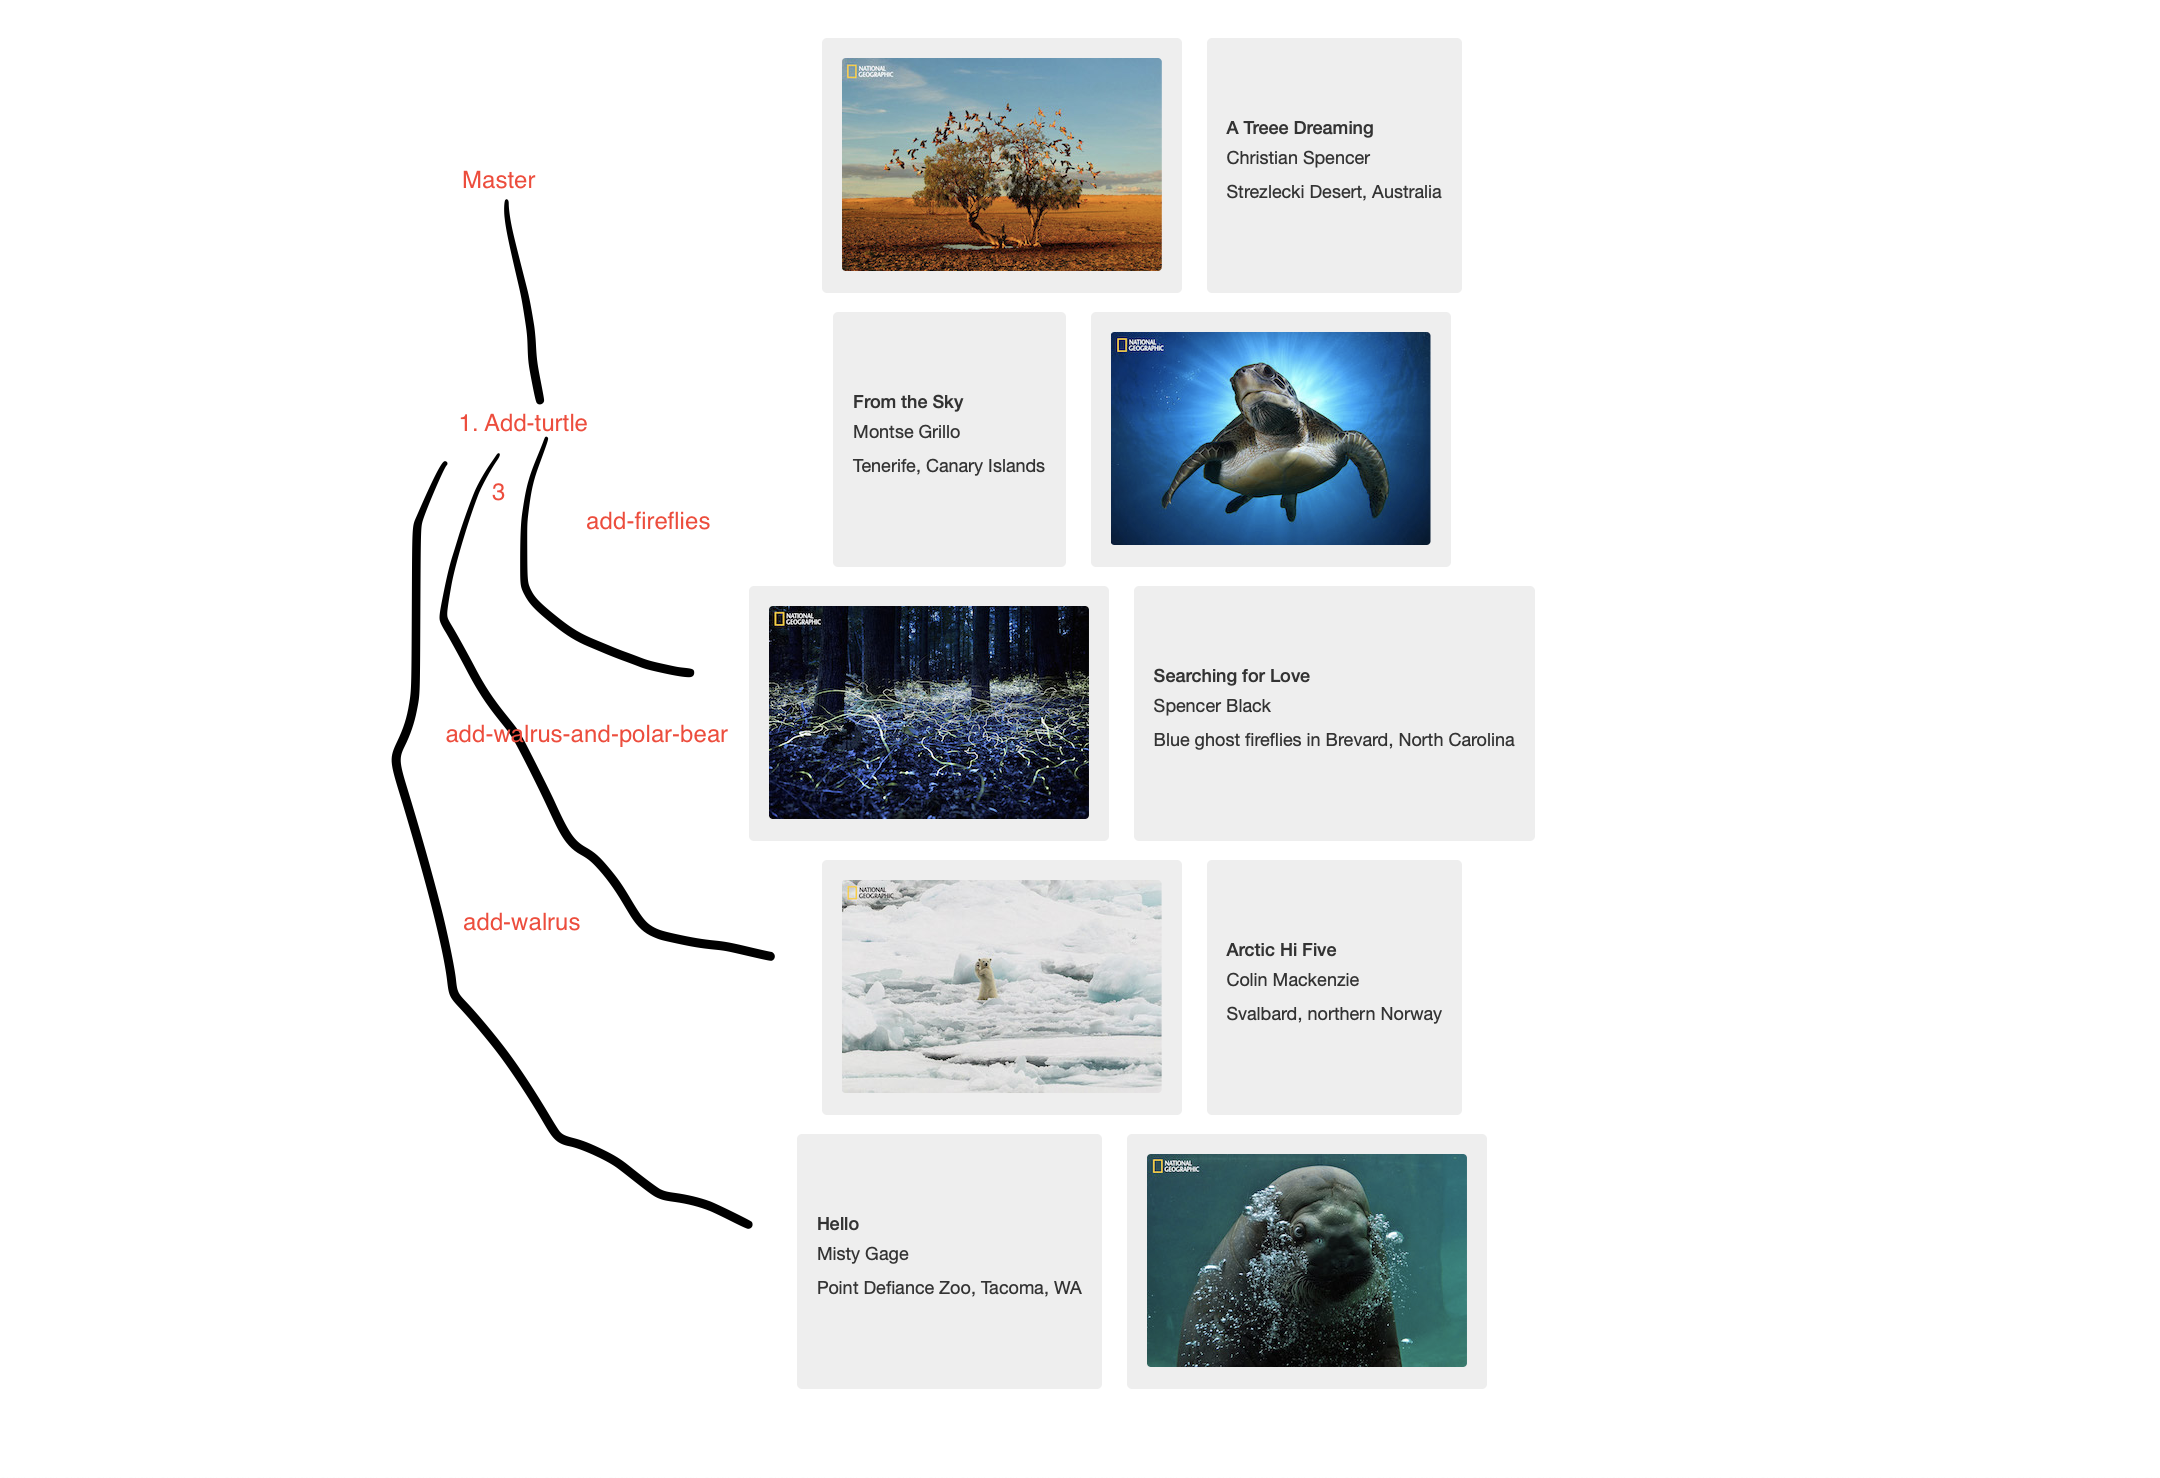 NATIONAL
GEOGRAPHIC
A Treee Dreaming
Christian Spencer
Strezlecki Desert, Australia
Master
NATIONAL
GEOGRAPHIC
From the Sky
Montse Grillo
Tenerife, Canary Islands
1. Add-turtle
3
add-fireflies
NATIONAL
GEOGRAPHIC
Searching for Love
Spencer Black
Blue ghost fireflies in Brevard, North Carolina
add-walrus-and-polar-bear
NATIONAL
GEOGRAPHIC
Arctic Hi Five
Colin Mackenzie
Svalbard, northern Norway
add-walrus
NATIONAL
GEOGRAPHIC
Hello
Misty Gage
Point Defiance Zoo, Tacoma, WA